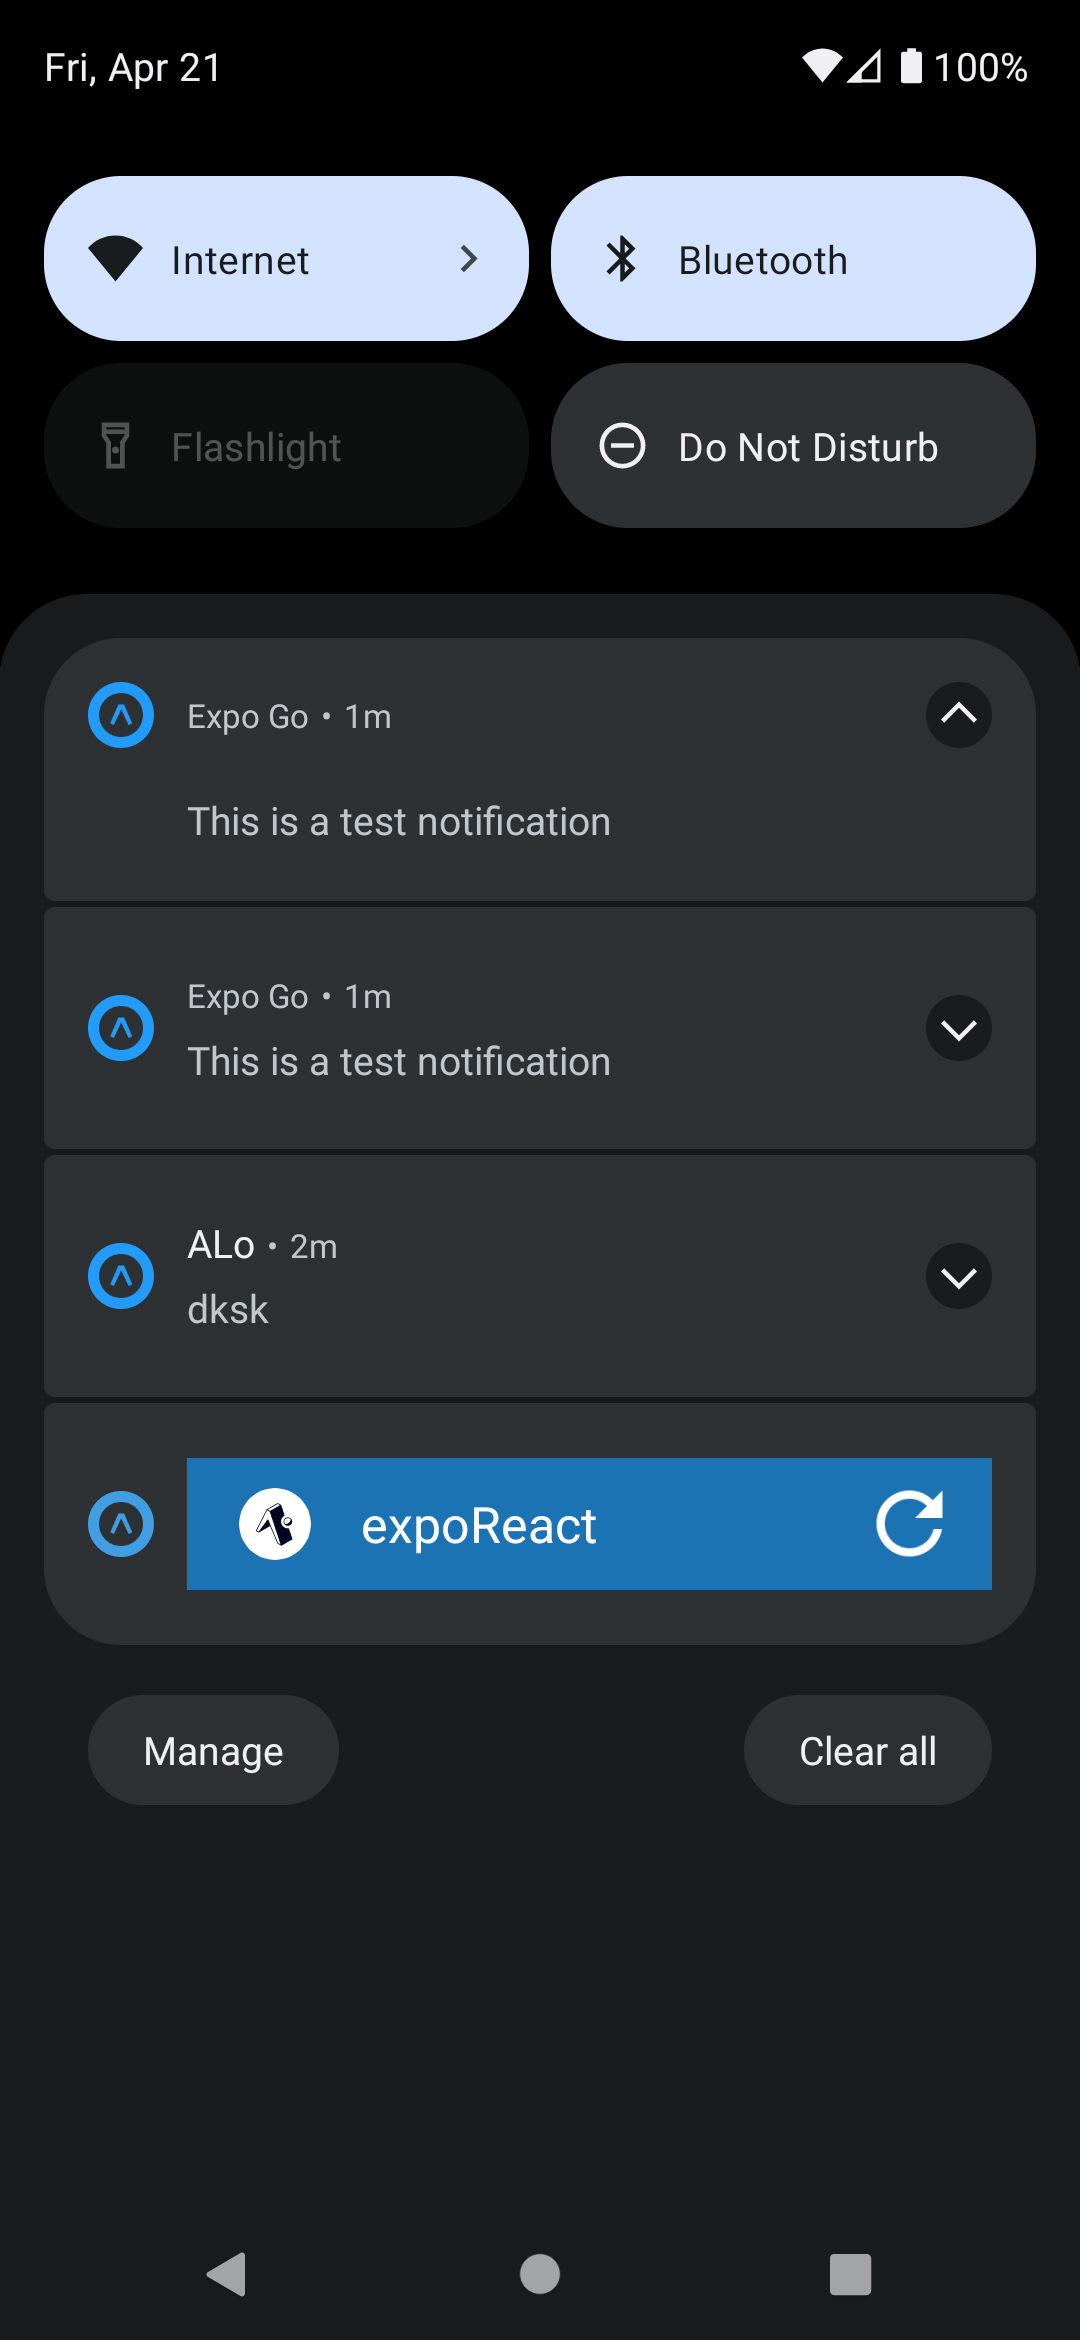 Fri, Apr 21
100%
Internet
Bluetooth
Flashlight
Do Not Disturb
Expo Go • 1m
This is a test notification
Expo Go • 1m
This is a test notification
ALo • 2m
dksk
expoReact
Manage
Clear all